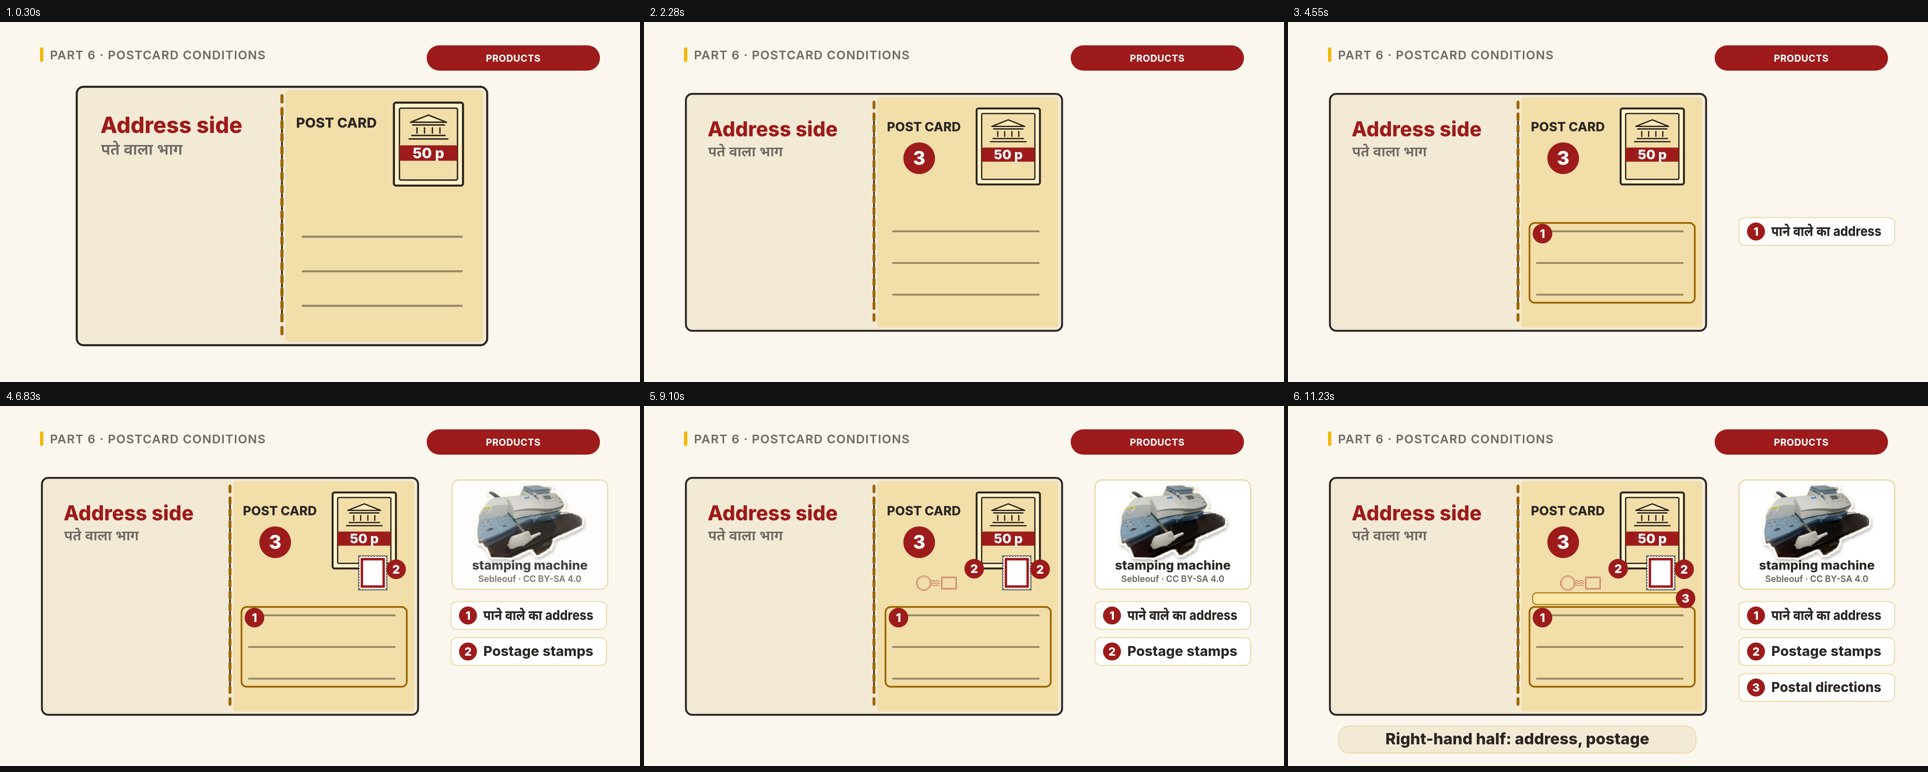 1. 0.30s
PART 6 · POSTCARD CONDITIONS
PRODUCTS
Address side
पते वाला भाग
POST CARD
50 p
2. 2.28s
PART 6 · POSTCARD CONDITIONS
PRODUCTS
Address side
पते वाला भाग
POST CARD
3
50 p
3. 4.55s
PART 6 · POSTCARD CONDITIONS
PRODUCTS
Address side
पते वाला भाग
POST CARD
3
50 p
1
1 पाने वाले का address
4. 6.83s
PART 6 · POSTCARD CONDITIONS
PRODUCTS
Address side
पते वाला भाग
POST CARD
3
50 p
2
1
stamping machine
Sebleouf · CC BY-SA 4.0
1 पाने वाले का address
2 Postage stamps
5. 9.10s
PART 6 · POSTCARD CONDITIONS
PRODUCTS
Address side
पते वाला भाग
POST CARD
3
50 p
2
2
1
stamping machine
Sebleouf · CC BY-SA 4.0
1 पाने वाले का address
2 Postage stamps
6. 11.23s
PART 6 · POSTCARD CONDITIONS
PRODUCTS
Address side
पते वाला भाग
POST CARD
3
50 p
2
2
3
1
stamping machine
Sebleouf · CC BY-SA 4.0
1 पाने वाले का address
2 Postage stamps
3 Postal directions
Right-hand half: address, postage